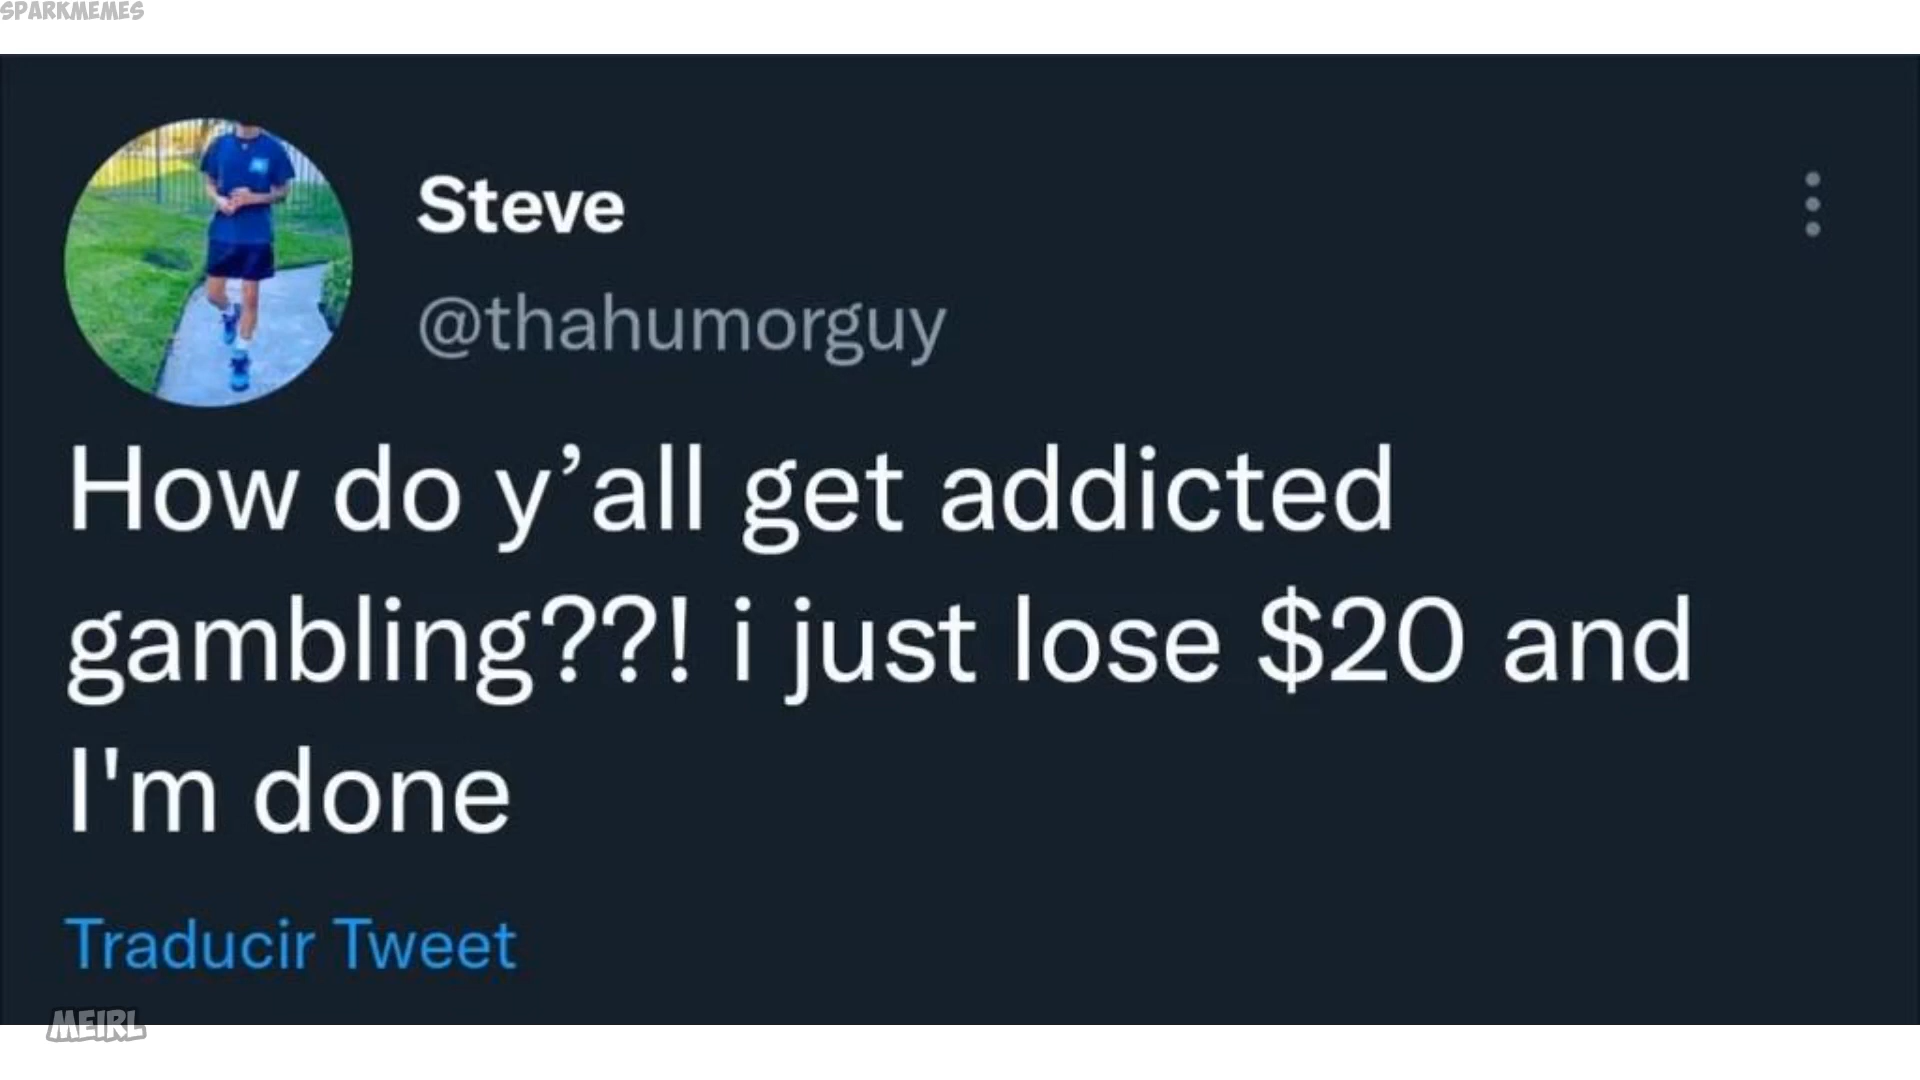 SPARKMEMES
Steve
@thahumorguy
How do y’all get addicted
gambling??! i just lose $20 and
I'm done
Traducir Tweet
MEIRL